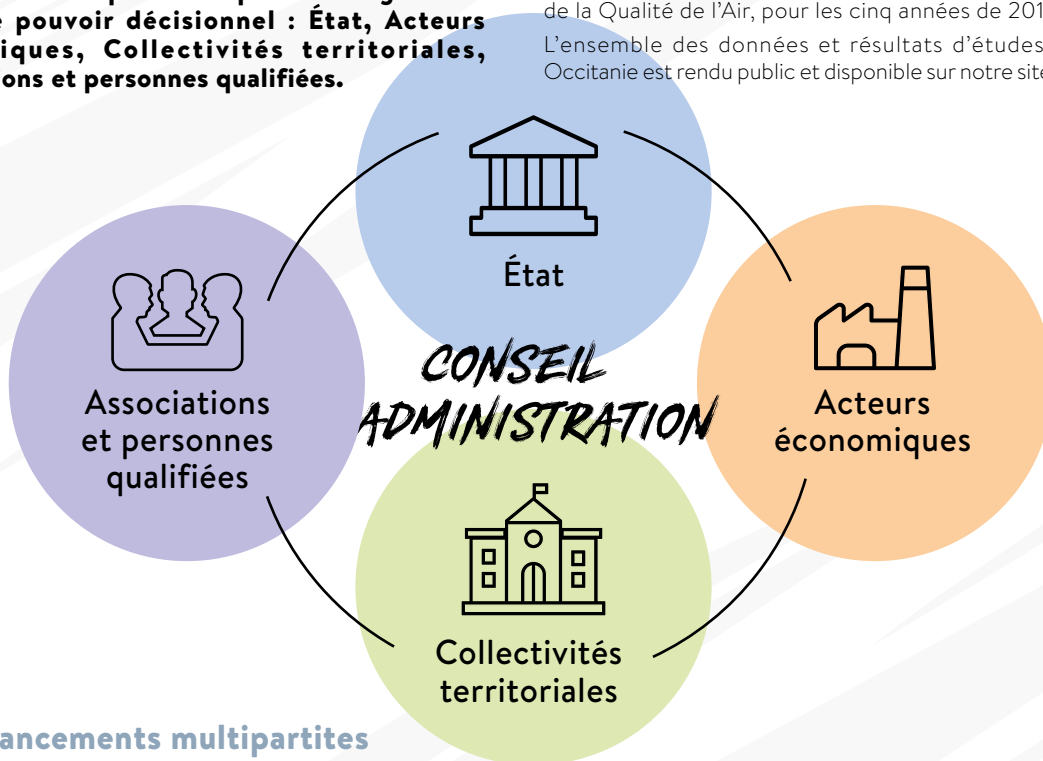 e pouvoir décisionnel : État, Acteurs
iques, Collectivités territoriales,
ions et personnes qualifiées.
de la Qualité de l'Air, pour les cinq années de 201
L'ensemble des données et résultats d'études
Occitanie est rendu public et disponible sur notre site
État
CONSEIL
ADMINISTRATION
Associations
et personnes
qualifiées
Acteurs
économiques
Collectivités
territoriales
ancements multipartites